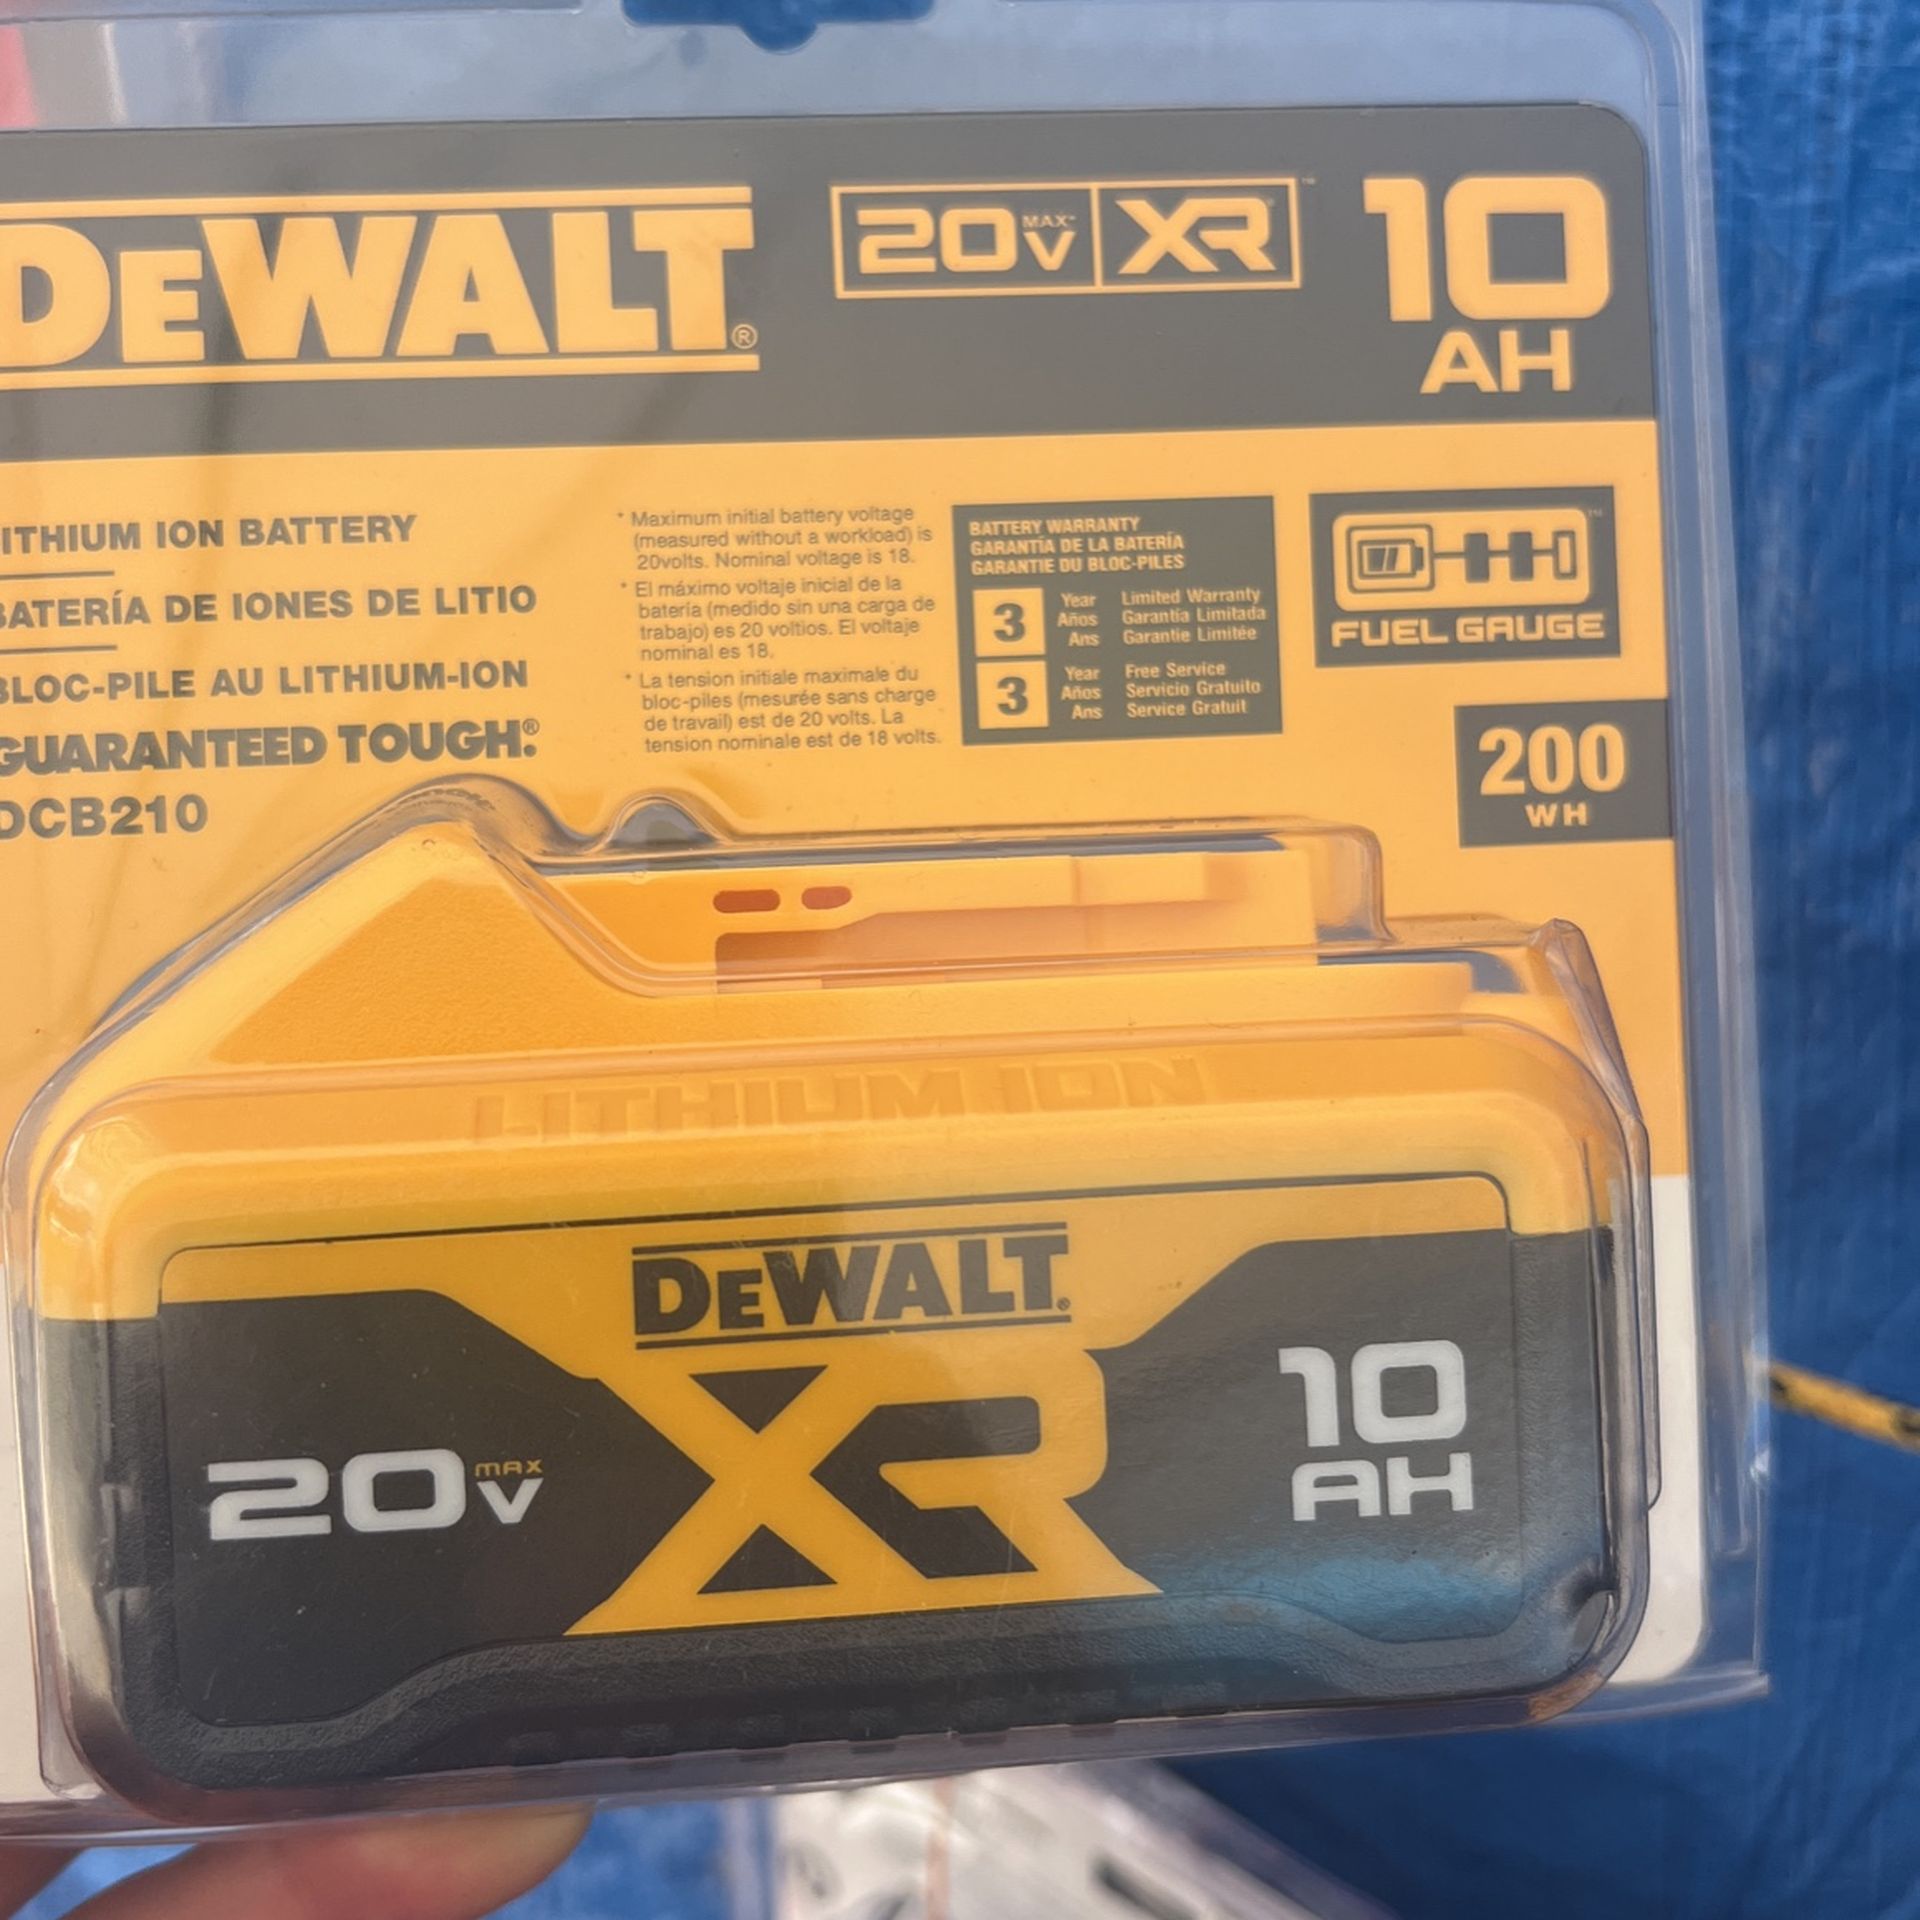 DEWALT®
20V MAX* XR® ™
10
AH
ITHIUM ION BATTERY
BATERÍA DE IONES DE LITIO
BLOC-PILE AU LITHIUM-ION
GUARANTEED TOUGH.®
DCB210
* Maximum initial battery voltage
(measured without a workload) is
20volts. Nominal voltage is 18.
* El máximo voltaje inicial de la
batería (medido sin una carga de
trabajo) es 20 voltios. El voltaje
nominal es 18.
* La tension initiale maximale du
bloc-piles (mesurée sans charge
de travail) est de 20 volts. La
tension nominale est de 18 volts.
BATTERY WARRANTY
GARANTÍA DE LA BATERÍA
GARANTIE DU BLOC-PILES
3 Year Limited Warranty
Años Garantía Limitada
Ans Garantie Limitée
3 Year Free Service
Años Servicio Gratuito
Ans Service Gratuit
™
FUEL GAUGE
200
WH
LITHIUM ION
DEWALT®
XR
20V MAX
10
AH